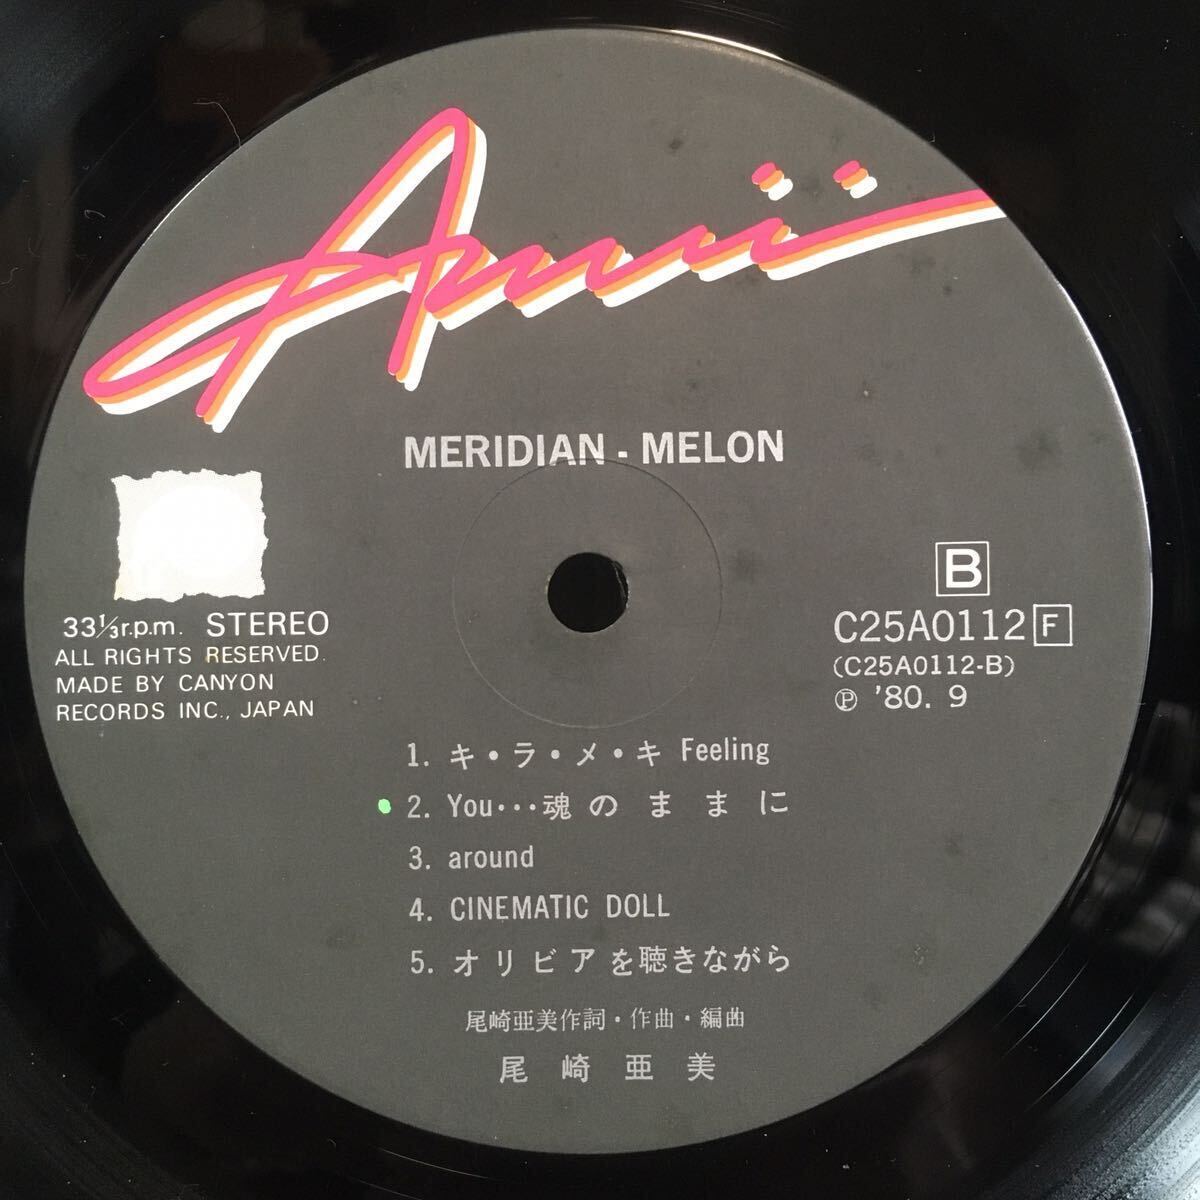 Amii
MERIDIAN - MELON
33⅓r.p.m. STEREO
ALL RIGHTS RESERVED.
MADE BY CANYON
RECORDS INC., JAPAN
B
C25A0112 F
(C25A0112-B)
Ⓟ '80. 9
1. キ・ラ・メ・キ Feeling
2. You・・・魂のままに
3. around
4. CINEMATIC DOLL
5. オリビアを聴きながら
尾崎亜美作詞・作曲・編曲
尾崎亜美